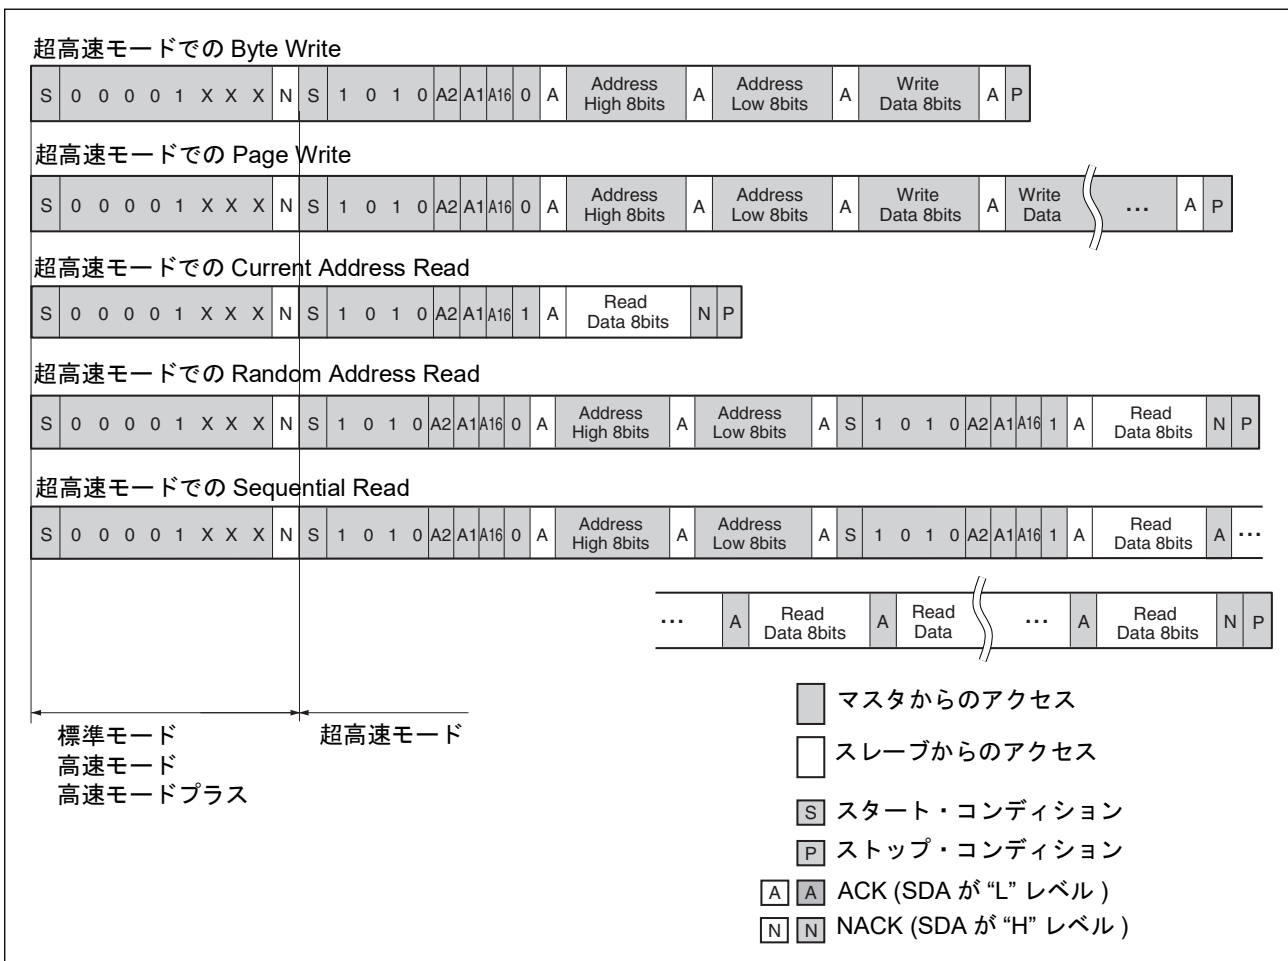 超高速モードでの Byte Write
S 0 0 0 0 1 X X X N S 1 0 1 0 A2 A1 A16 0 A Address High 8bits A Address Low 8bits A Write Data 8bits A P
超高速モードでの Page Write
S 0 0 0 0 1 X X X N S 1 0 1 0 A2 A1 A16 0 A Address High 8bits A Address Low 8bits A Write Data 8bits A Write Data ... A P
超高速モードでの Current Address Read
S 0 0 0 0 1 X X X N S 1 0 1 0 A2 A1 A16 1 A Read Data 8bits N P
超高速モードでの Random Address Read
S 0 0 0 0 1 X X X N S 1 0 1 0 A2 A1 A16 0 A Address High 8bits A Address Low 8bits A S 1 0 1 0 A2 A1 A16 1 A Read Data 8bits N P
超高速モードでの Sequential Read
S 0 0 0 0 1 X X X N S 1 0 1 0 A2 A1 A16 0 A Address High 8bits A Address Low 8bits A S 1 0 1 0 A2 A1 A16 1 A Read Data 8bits A ...
... A Read Data 8bits A Read Data ... A Read Data 8bits N P
標準モード
高速モード
高速モードプラス
超高速モード
マスタからのアクセス
スレーブからのアクセス
S スタート・コンディション
P ストップ・コンディション
A A ACK (SDA が “L” レベル )
N N NACK (SDA が “H” レベル )